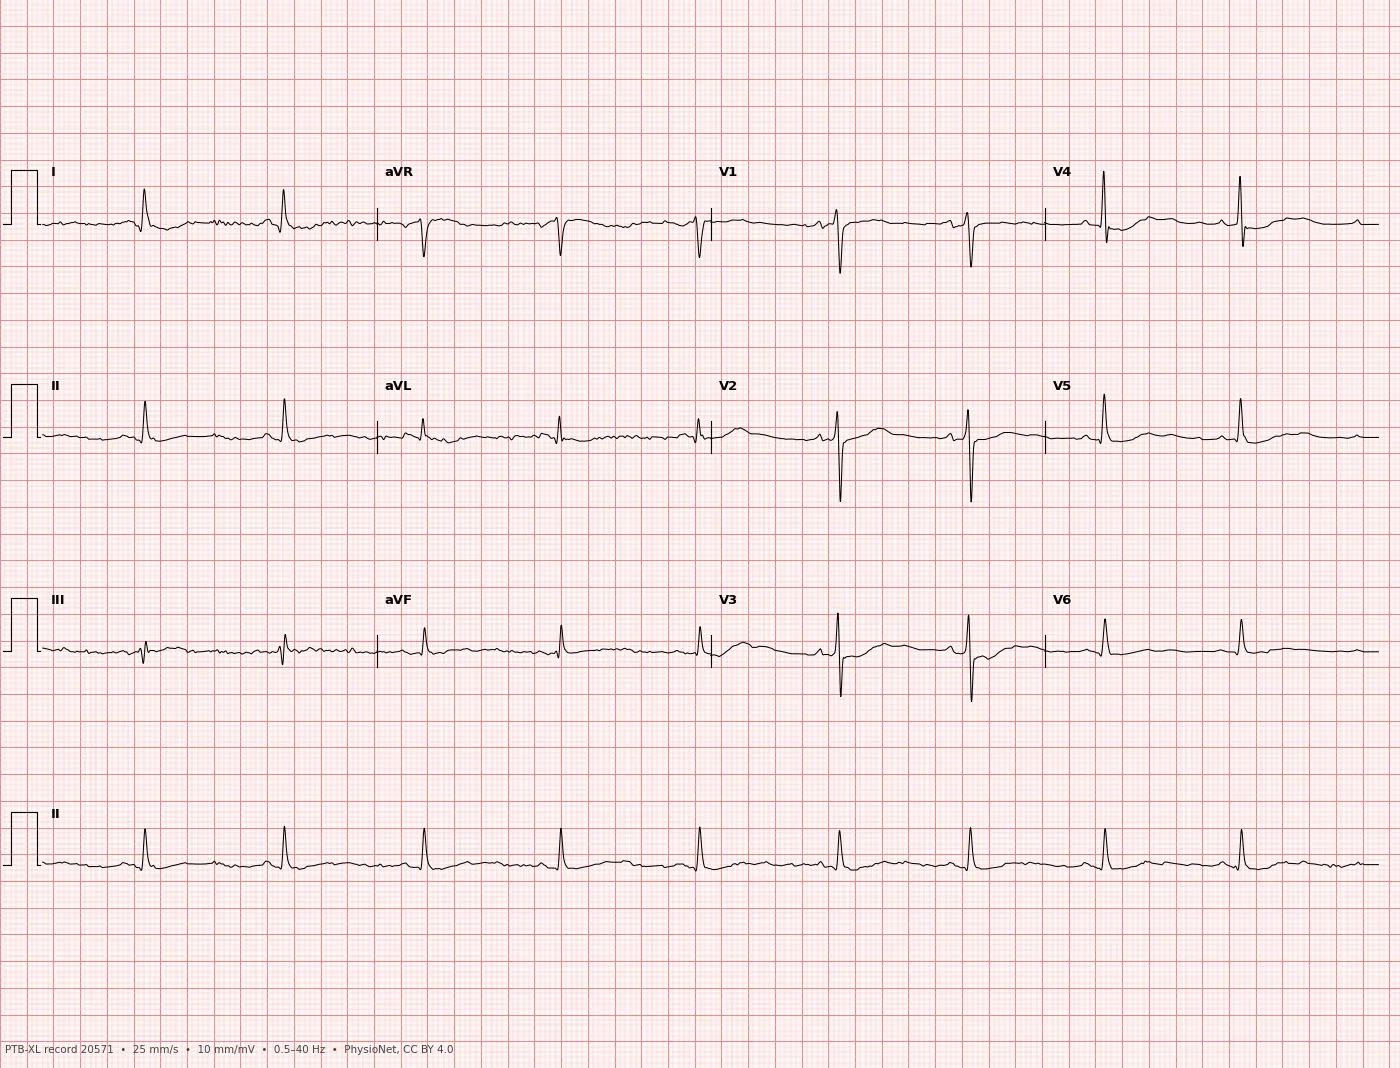 I aVR V1 V4
II aVL V2 V5
III aVF V3 V6
II
PTB-XL record 20571 • 25 mm/s • 10 mm/mV • 0.5–40 Hz • PhysioNet, CC BY 4.0